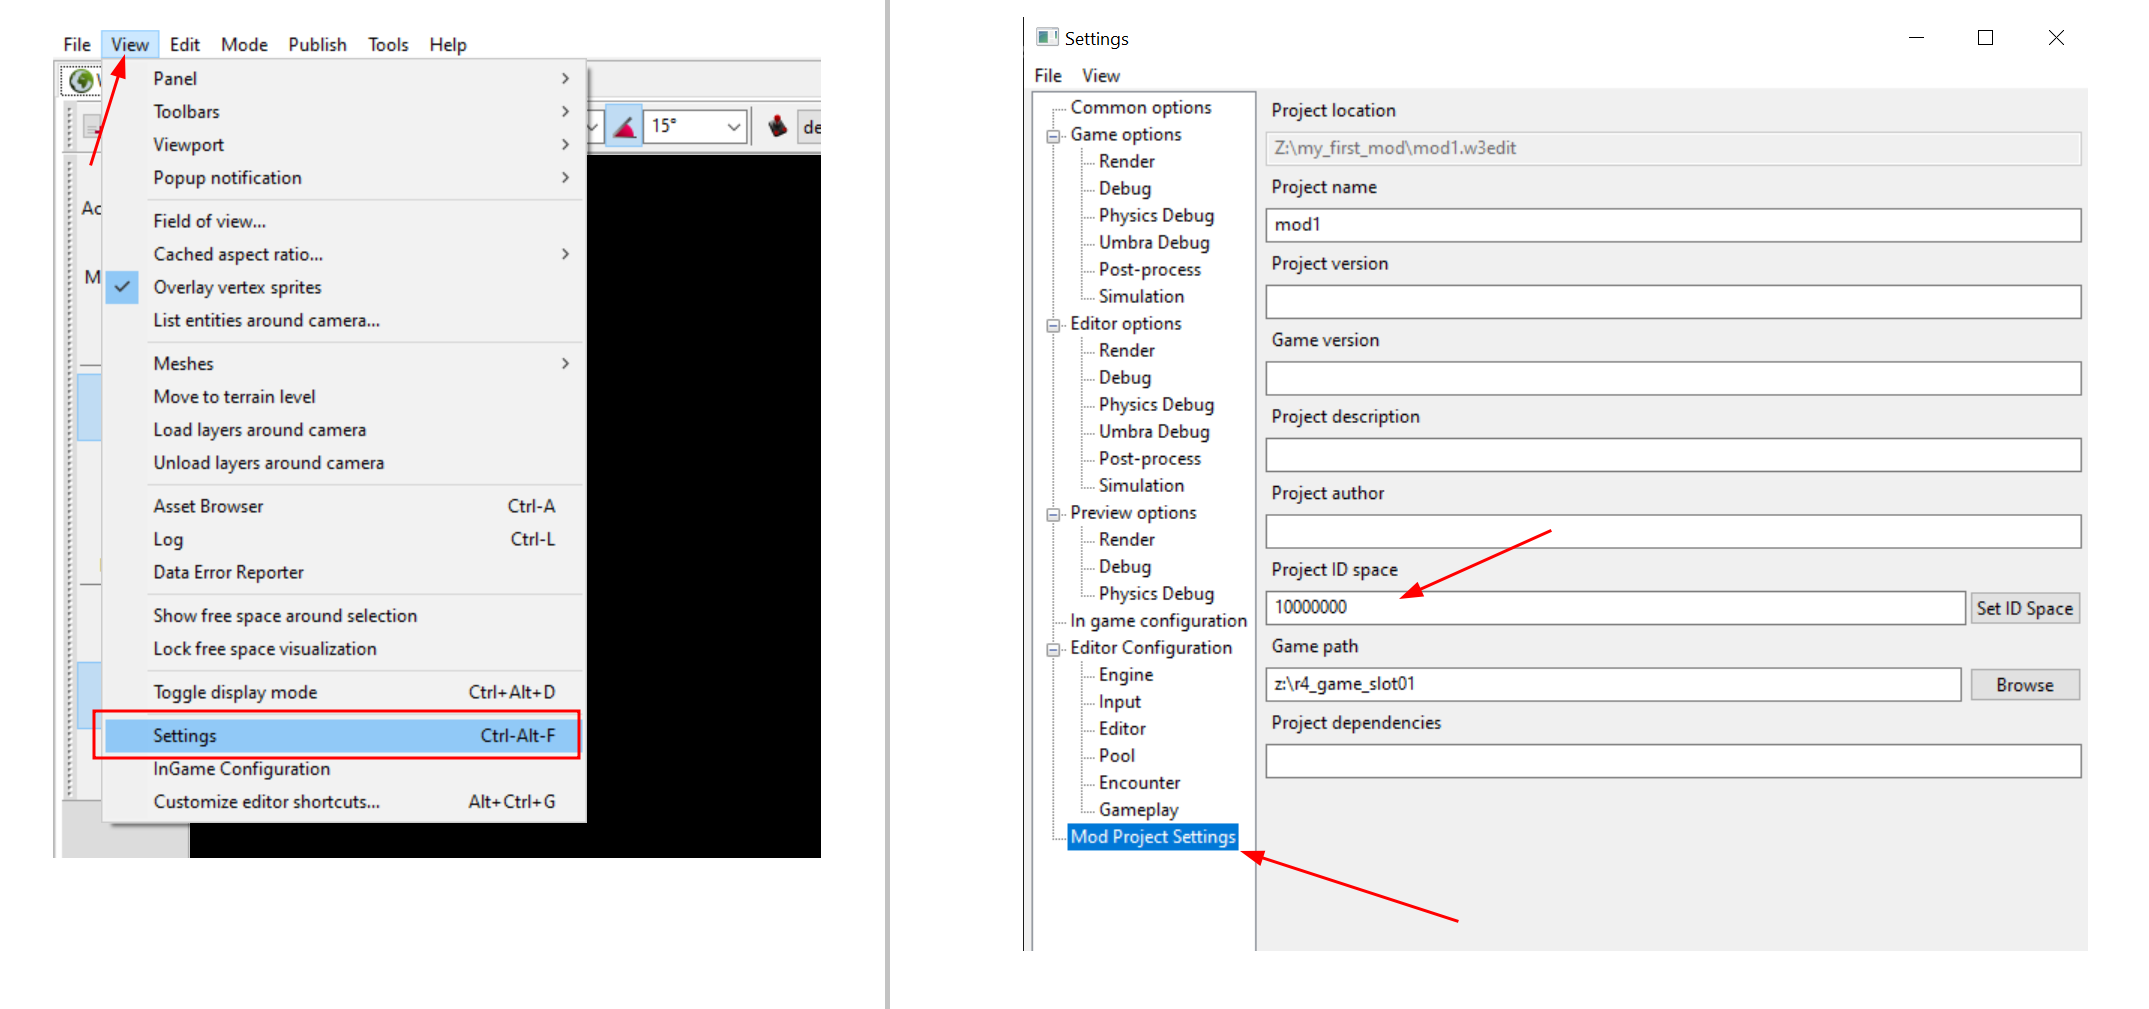 File View Edit Mode Publish Tools Help
15°
Panel
Toolbars
Viewport
Popup notification
Field of view...
Cached aspect ratio...
Overlay vertex sprites
List entities around camera...
Meshes
Move to terrain level
Load layers around camera
Unload layers around camera
Asset Browser Ctrl-A
Log Ctrl-L
Data Error Reporter
Show free space around selection
Lock free space visualization
Toggle display mode Ctrl+Alt+D
Settings Ctrl-Alt-F
InGame Configuration
Customize editor shortcuts... Alt+Ctrl+G
Settings
File View
Common options
Game options
Render
Debug
Physics Debug
Umbra Debug
Post-process
Simulation
Editor options
Render
Debug
Physics Debug
Umbra Debug
Post-process
Simulation
Preview options
Render
Debug
Physics Debug
In game configuration
Editor Configuration
Engine
Input
Editor
Pool
Encounter
Gameplay
Mod Project Settings
Project location
Z:\my_first_mod\mod1.w3edit
Project name
mod1
Project version
Game version
Project description
Project author
Project ID space
10000000 Set ID Space
Game path
z:\r4_game_slot01 Browse
Project dependencies